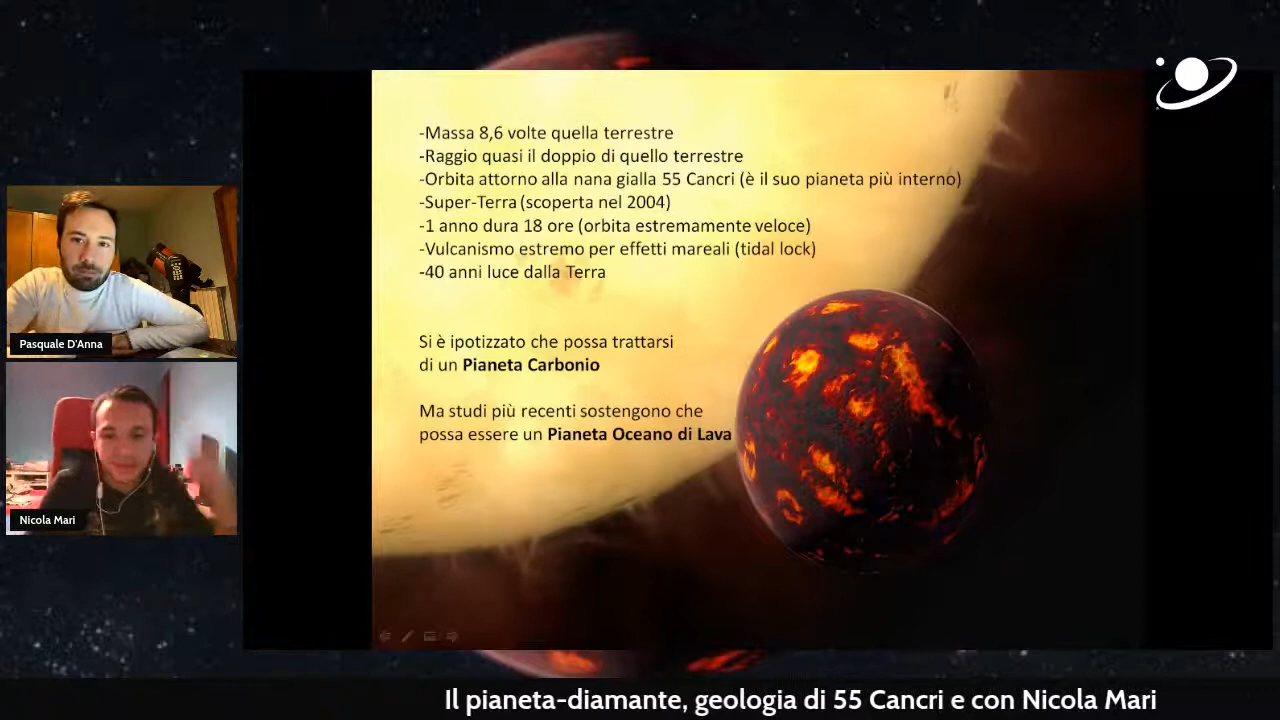 -Massa 8,6 volte quella terrestre
-Raggio quasi il doppio di quello terrestre
-Orbita attorno alla nana gialla 55 Cancri (è il suo pianeta più interno)
-Super-Terra (scoperta nel 2004)
-1 anno dura 18 ore (orbita estremamente veloce)
-Vulcanismo estremo per effetti mareali (tidal lock)
-40 anni luce dalla Terra
Si è ipotizzato che possa trattarsi
di un Pianeta Carbonio
Ma studi più recenti sostengono che
possa essere un Pianeta Oceano di Lava
Pasquale D'Anna
Nicola Mari
Il pianeta-diamante, geologia di 55 Cancri e con Nicola Mari